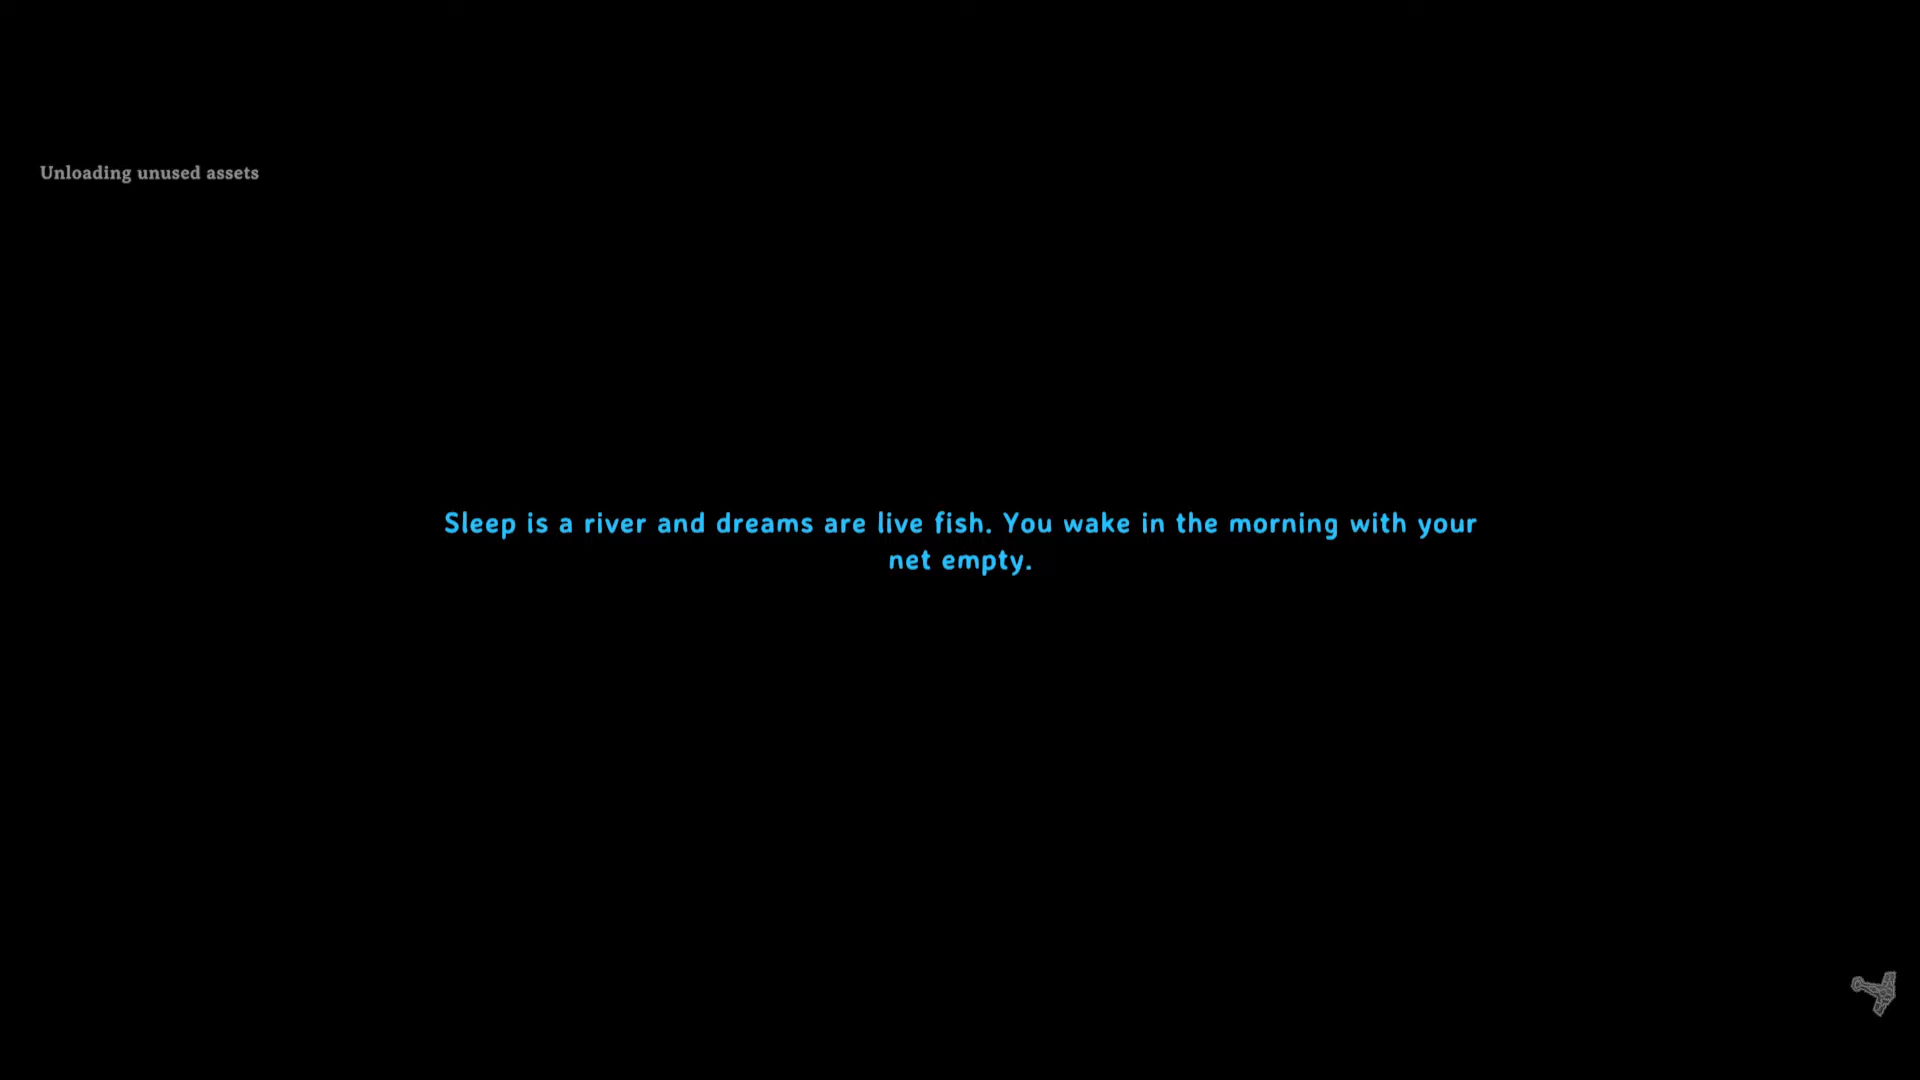 Unloading unused assets
Sleep is a river and dreams are live fish. You wake in the morning with your
net empty.